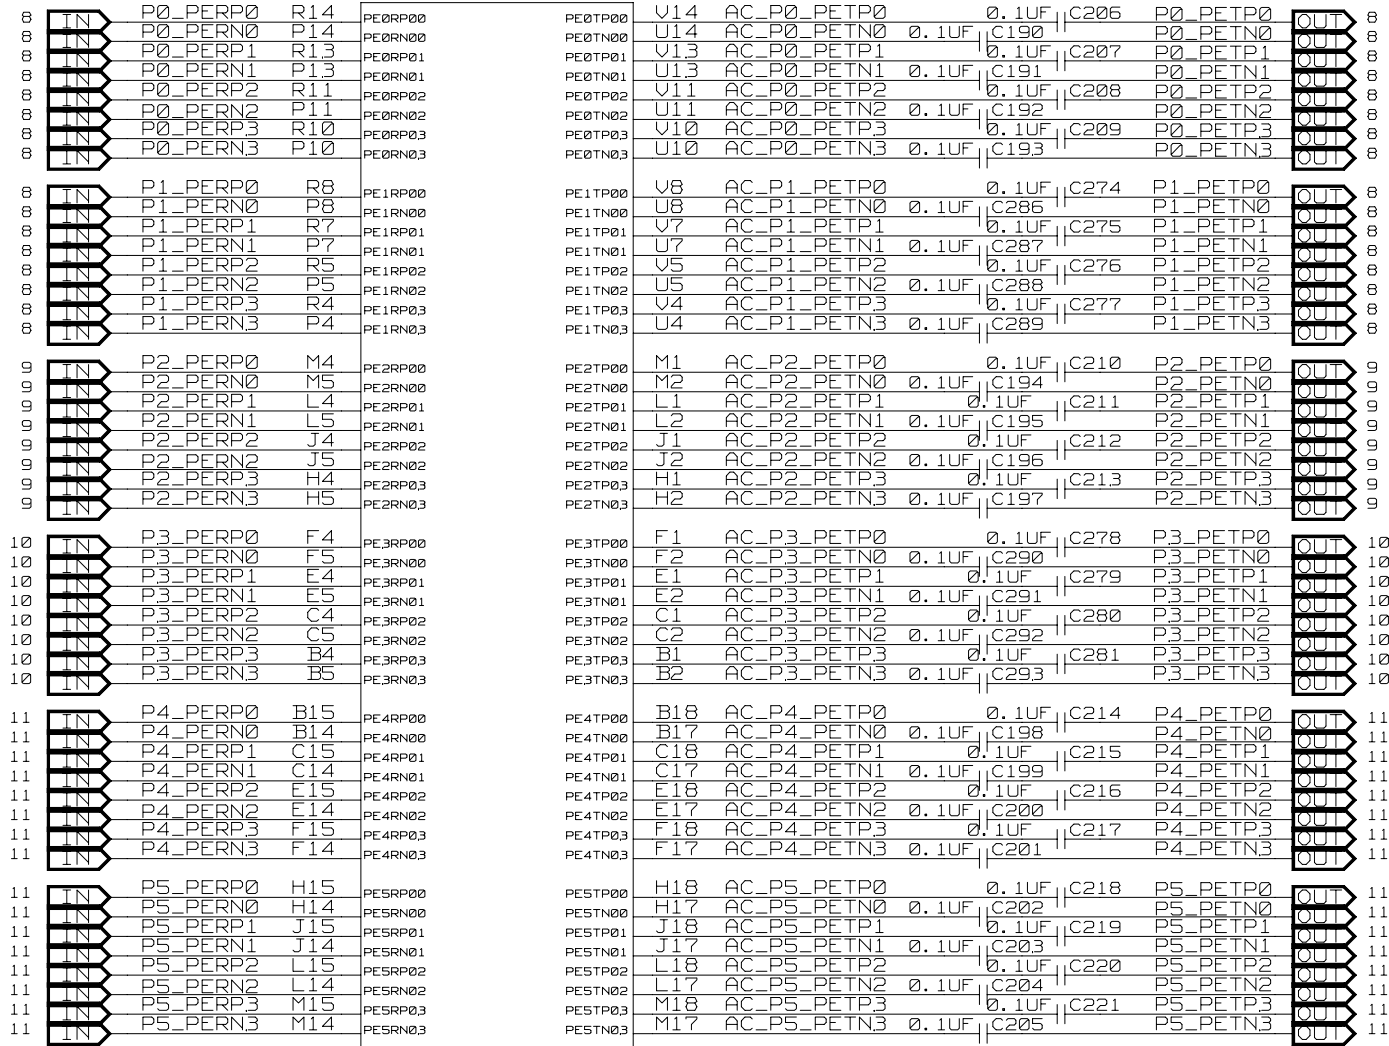 8 IN P0_PERP0 R14 PE0RP00 PE0TP00 V14 AC_P0_PETP0 0.1UF C206 P0_PETP0 OUT 8
8 IN P0_PERN0 P14 PE0RN00 PE0TN00 U14 AC_P0_PETN0 0.1UF C190 P0_PETN0 OUT 8
8 IN P0_PERP1 R13 PE0RP01 PE0TP01 V13 AC_P0_PETP1 0.1UF C207 P0_PETP1 OUT 8
8 IN P0_PERN1 P13 PE0RN01 PE0TN01 U13 AC_P0_PETN1 0.1UF C191 P0_PETN1 OUT 8
8 IN P0_PERP2 R11 PE0RP02 PE0TP02 V11 AC_P0_PETP2 0.1UF C208 P0_PETP2 OUT 8
8 IN P0_PERN2 P11 PE0RN02 PE0TN02 U11 AC_P0_PETN2 0.1UF C192 P0_PETN2 OUT 8
8 IN P0_PERP3 R10 PE0RP03 PE0TP03 V10 AC_P0_PETP3 0.1UF C209 P0_PETP3 OUT 8
8 IN P0_PERN3 P10 PE0RN03 PE0TN03 U10 AC_P0_PETN3 0.1UF C193 P0_PETN3 OUT 8
8 IN P1_PERP0 R8 PE1RP00 PE1TP00 V8 AC_P1_PETP0 0.1UF C274 P1_PETP0 OUT 8
8 IN P1_PERN0 P8 PE1RN00 PE1TN00 U8 AC_P1_PETN0 0.1UF C286 P1_PETN0 OUT 8
8 IN P1_PERP1 R7 PE1RP01 PE1TP01 V7 AC_P1_PETP1 0.1UF C275 P1_PETP1 OUT 8
8 IN P1_PERN1 P7 PE1RN01 PE1TN01 U7 AC_P1_PETN1 0.1UF C287 P1_PETN1 OUT 8
8 IN P1_PERP2 R5 PE1RP02 PE1TP02 V5 AC_P1_PETP2 0.1UF C276 P1_PETP2 OUT 8
8 IN P1_PERN2 P5 PE1RN02 PE1TN02 U5 AC_P1_PETN2 0.1UF C288 P1_PETN2 OUT 8
8 IN P1_PERP3 R4 PE1RP03 PE1TP03 V4 AC_P1_PETP3 0.1UF C277 P1_PETP3 OUT 8
8 IN P1_PERN3 P4 PE1RN03 PE1TN03 U4 AC_P1_PETN3 0.1UF C289 P1_PETN3 OUT 8
9 IN P2_PERP0 M4 PE2RP00 PE2TP00 M1 AC_P2_PETP0 0.1UF C210 P2_PETP0 OUT 9
9 IN P2_PERN0 M5 PE2RN00 PE2TN00 M2 AC_P2_PETN0 0.1UF C194 P2_PETN0 OUT 9
9 IN P2_PERP1 L4 PE2RP01 PE2TP01 L1 AC_P2_PETP1 0.1UF C211 P2_PETP1 OUT 9
9 IN P2_PERN1 L5 PE2RN01 PE2TN01 L2 AC_P2_PETN1 0.1UF C195 P2_PETN1 OUT 9
9 IN P2_PERP2 J4 PE2RP02 PE2TP02 J1 AC_P2_PETP2 0.1UF C212 P2_PETP2 OUT 9
9 IN P2_PERN2 J5 PE2RN02 PE2TN02 J2 AC_P2_PETN2 0.1UF C196 P2_PETN2 OUT 9
9 IN P2_PERP3 H4 PE2RP03 PE2TP03 H1 AC_P2_PETP3 0.1UF C213 P2_PETP3 OUT 9
9 IN P2_PERN3 H5 PE2RN03 PE2TN03 H2 AC_P2_PETN3 0.1UF C197 P2_PETN3 OUT 9
10 IN P3_PERP0 F4 PE3RP00 PE3TP00 F1 AC_P3_PETP0 0.1UF C278 P3_PETP0 OUT 10
10 IN P3_PERN0 F5 PE3RN00 PE3TN00 F2 AC_P3_PETN0 0.1UF C290 P3_PETN0 OUT 10
10 IN P3_PERP1 E4 PE3RP01 PE3TP01 E1 AC_P3_PETP1 0.1UF C279 P3_PETP1 OUT 10
10 IN P3_PERN1 E5 PE3RN01 PE3TN01 E2 AC_P3_PETN1 0.1UF C291 P3_PETN1 OUT 10
10 IN P3_PERP2 C4 PE3RP02 PE3TP02 C1 AC_P3_PETP2 0.1UF C280 P3_PETP2 OUT 10
10 IN P3_PERN2 C5 PE3RN02 PE3TN02 C2 AC_P3_PETN2 0.1UF C292 P3_PETN2 OUT 10
10 IN P3_PERP3 B4 PE3RP03 PE3TP03 B1 AC_P3_PETP3 0.1UF C281 P3_PETP3 OUT 10
10 IN P3_PERN3 B5 PE3RN03 PE3TN03 B2 AC_P3_PETN3 0.1UF C293 P3_PETN3 OUT 10
11 IN P4_PERP0 B15 PE4RP00 PE4TP00 B18 AC_P4_PETP0 0.1UF C214 P4_PETP0 OUT 11
11 IN P4_PERN0 B14 PE4RN00 PE4TN00 B17 AC_P4_PETN0 0.1UF C198 P4_PETN0 OUT 11
11 IN P4_PERP1 C15 PE4RP01 PE4TP01 C18 AC_P4_PETP1 0.1UF C215 P4_PETP1 OUT 11
11 IN P4_PERN1 C14 PE4RN01 PE4TN01 C17 AC_P4_PETN1 0.1UF C199 P4_PETN1 OUT 11
11 IN P4_PERP2 E15 PE4RP02 PE4TP02 E18 AC_P4_PETP2 0.1UF C216 P4_PETP2 OUT 11
11 IN P4_PERN2 E14 PE4RN02 PE4TN02 E17 AC_P4_PETN2 0.1UF C200 P4_PETN2 OUT 11
11 IN P4_PERP3 F15 PE4RP03 PE4TP03 F18 AC_P4_PETP3 0.1UF C217 P4_PETP3 OUT 11
11 IN P4_PERN3 F14 PE4RN03 PE4TN03 F17 AC_P4_PETN3 0.1UF C201 P4_PETN3 OUT 11
11 IN P5_PERP0 H15 PE5RP00 PE5TP00 H18 AC_P5_PETP0 0.1UF C218 P5_PETP0 OUT 11
11 IN P5_PERN0 H14 PE5RN00 PE5TN00 H17 AC_P5_PETN0 0.1UF C202 P5_PETN0 OUT 11
11 IN P5_PERP1 J15 PE5RP01 PE5TP01 J18 AC_P5_PETP1 0.1UF C219 P5_PETP1 OUT 11
11 IN P5_PERN1 J14 PE5RN01 PE5TN01 J17 AC_P5_PETN1 0.1UF C203 P5_PETN1 OUT 11
11 IN P5_PERP2 L15 PE5RP02 PE5TP02 L18 AC_P5_PETP2 0.1UF C220 P5_PETP2 OUT 11
11 IN P5_PERN2 L14 PE5RN02 PE5TN02 L17 AC_P5_PETN2 0.1UF C204 P5_PETN2 OUT 11
11 IN P5_PERP3 M15 PE5RP03 PE5TP03 M18 AC_P5_PETP3 0.1UF C221 P5_PETP3 OUT 11
11 IN P5_PERN3 M14 PE5RN03 PE5TN03 M17 AC_P5_PETN3 0.1UF C205 P5_PETN3 OUT 11